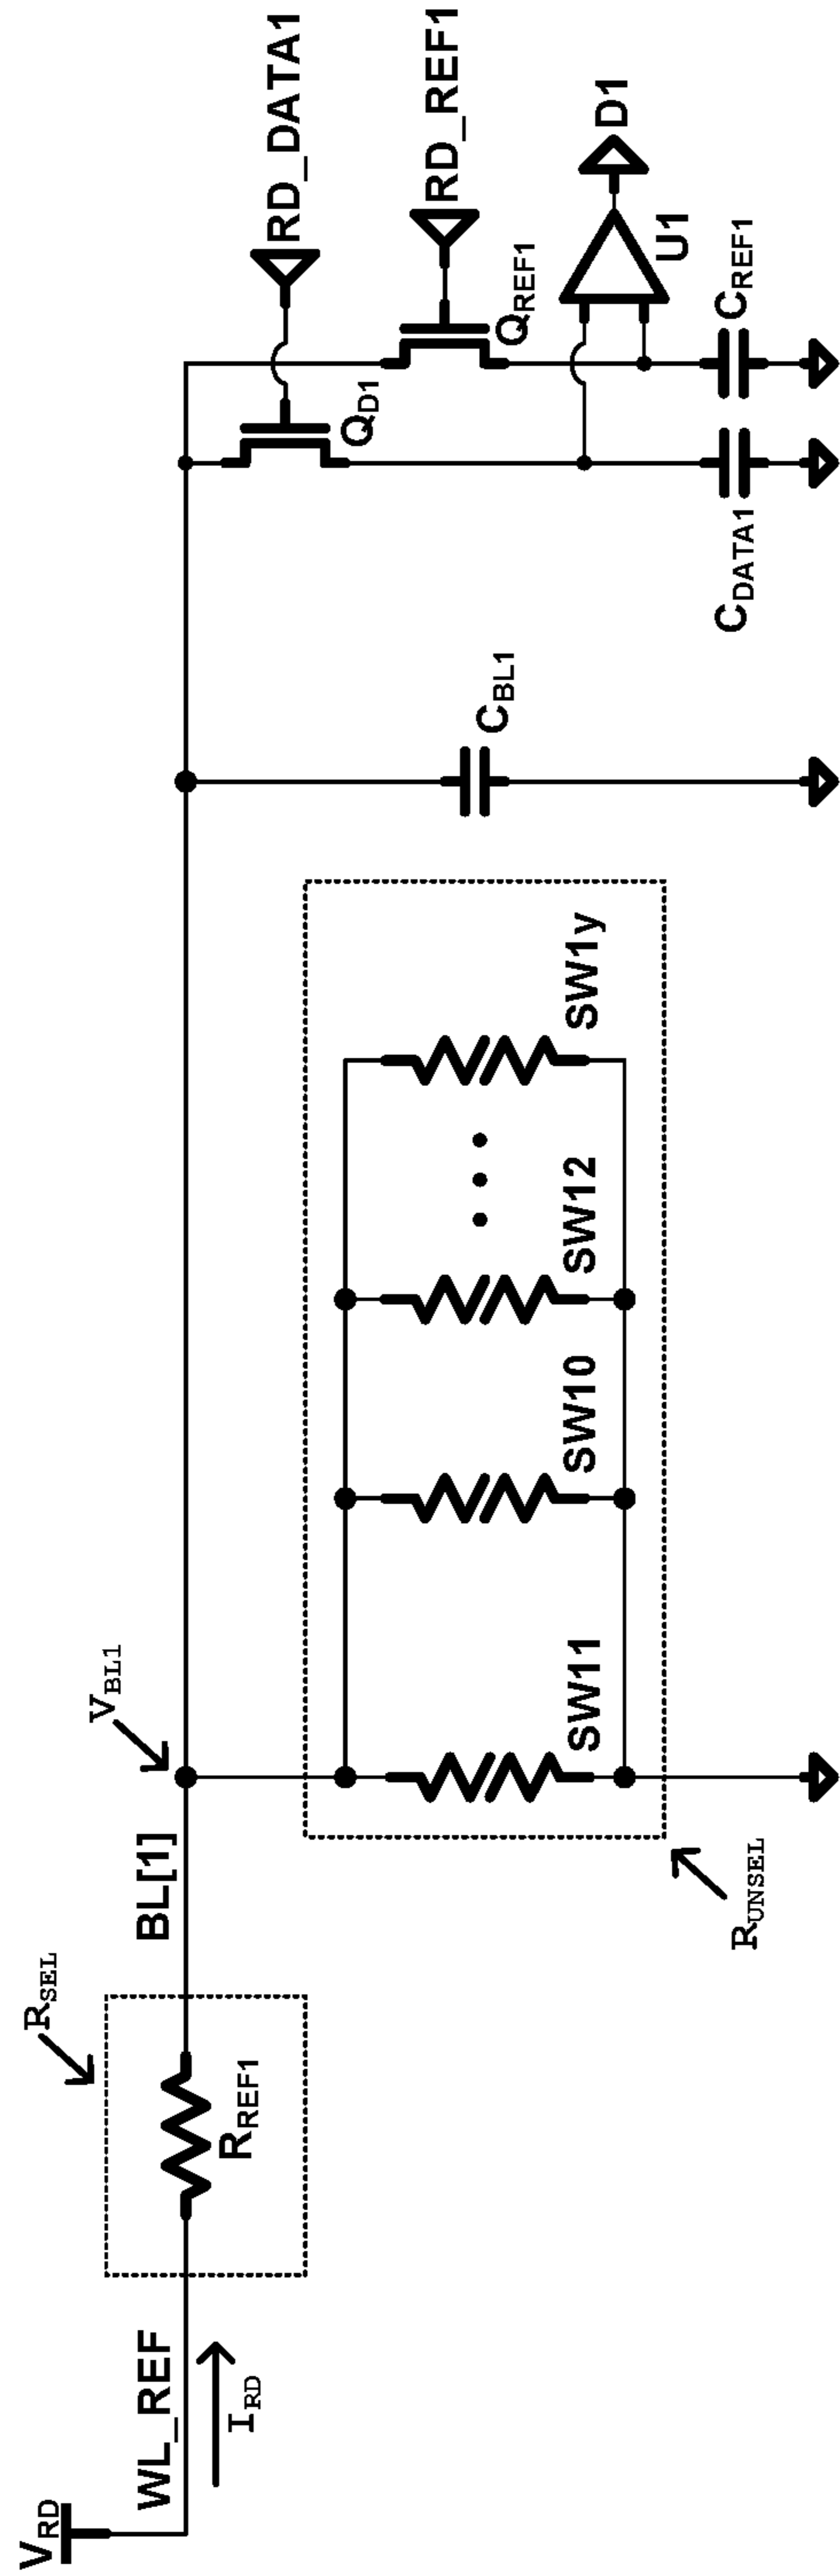 V_RD
WL_REF
I_RD
R_SEL
R_REF1
BL[1]
V_BL1
R_UNSEL
SW11
SW10
SW12
SW1y
C_BL1
Q_D1
RD_DATA1
Q_REF1
RD_REF1
U1
D1
C_DATA1
C_REF1